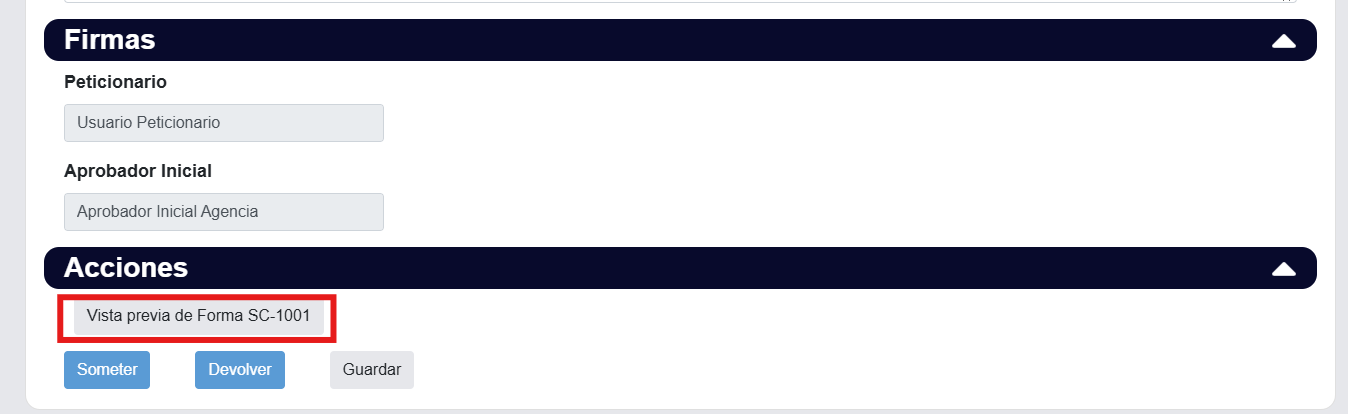 Firmas
Peticionario
Usuario Peticionario
Aprobador Inicial
Aprobador Inicial Agencia
Acciones
Vista previa de Forma SC-1001
Someter Devolver Guardar